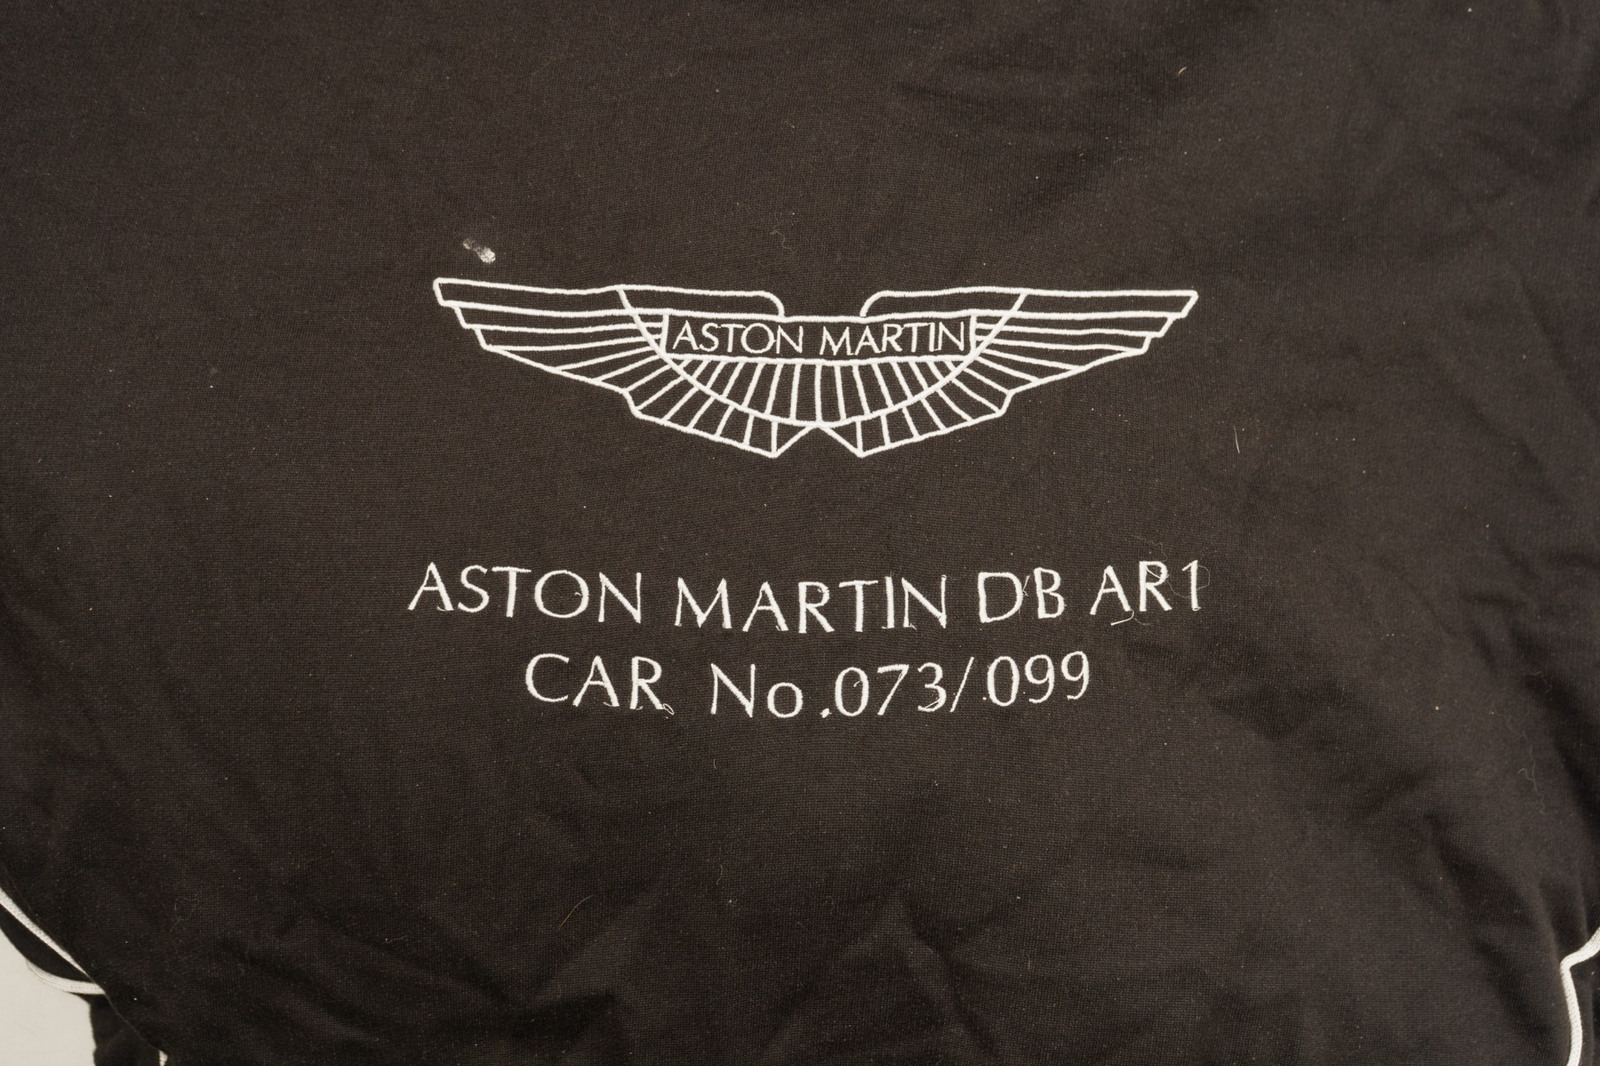 ASTON MARTIN
ASTON MARTIN DB AR1
CAR No.073/099